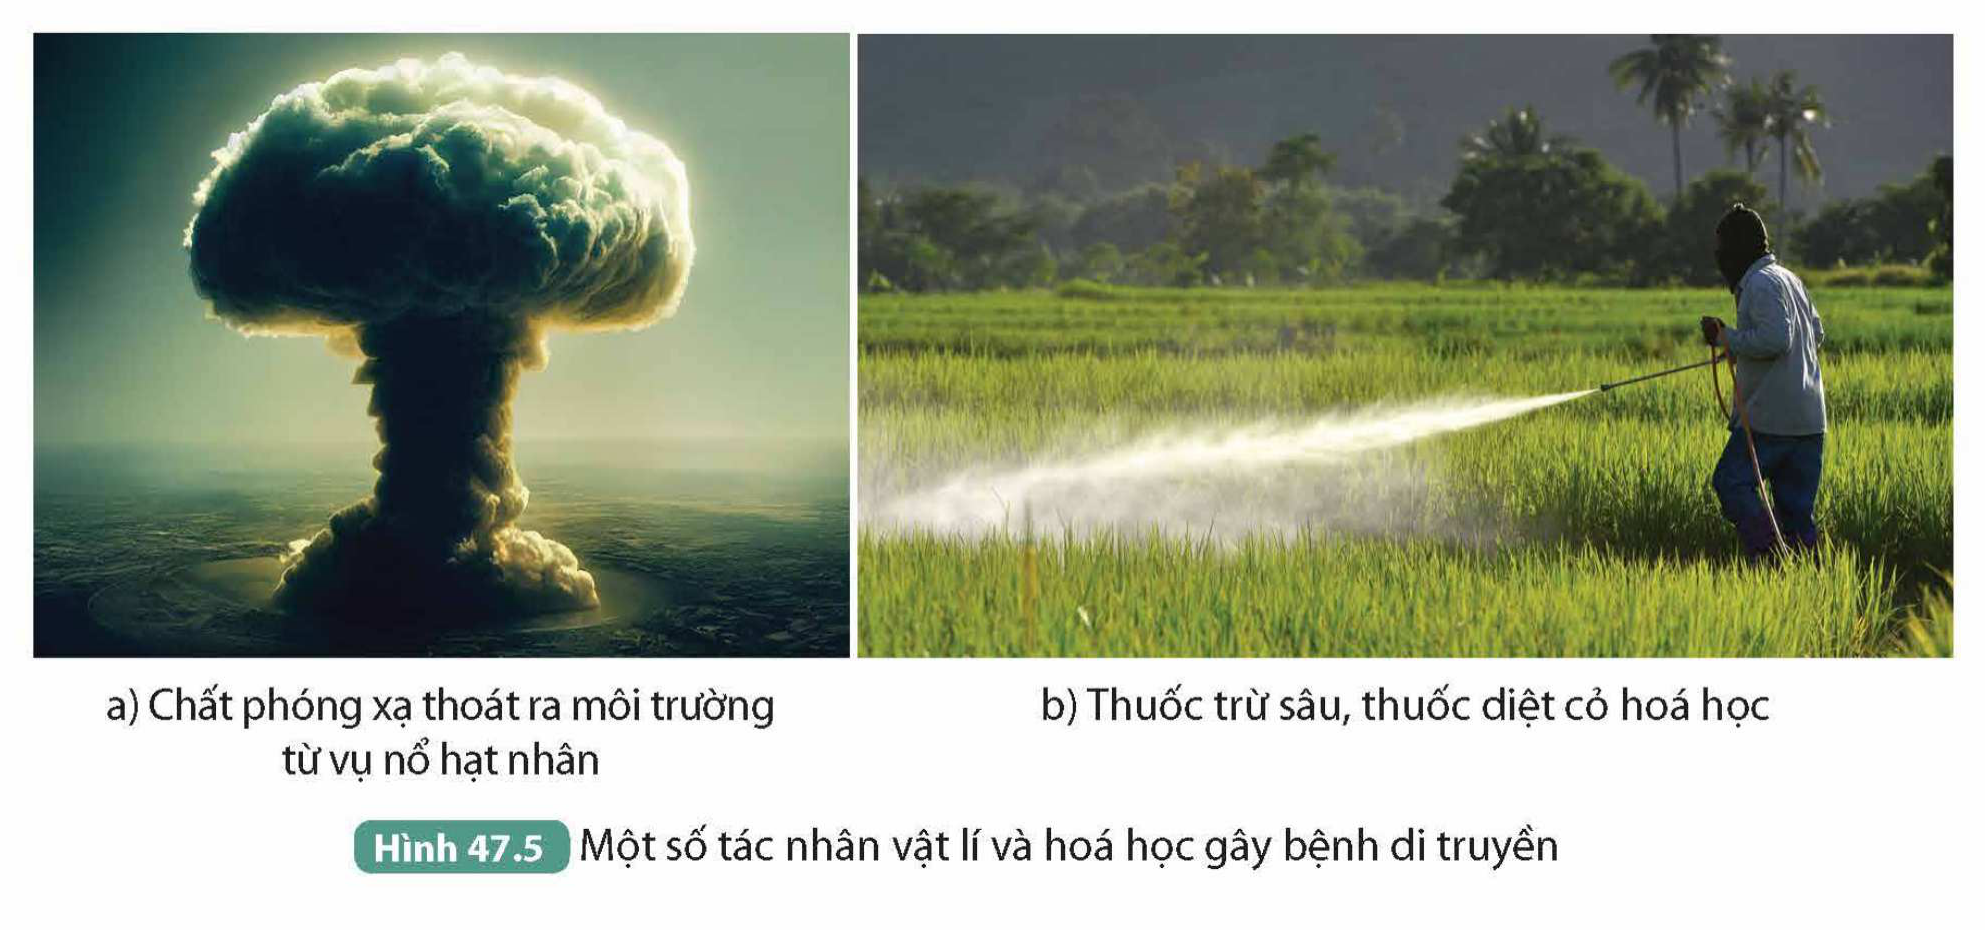 a) Chất phóng xạ thoát ra môi trường
từ vụ nổ hạt nhân
b) Thuốc trừ sâu, thuốc diệt cỏ hoá học
Hình 47.5 Một số tác nhân vật lí và hoá học gây bệnh di truyền